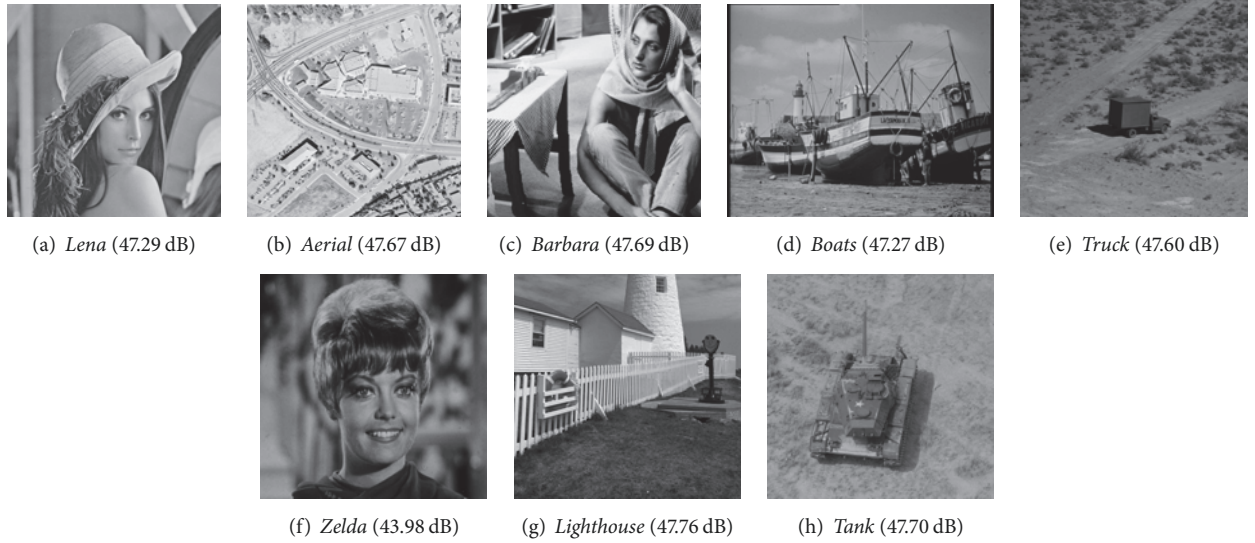 (a) Lena (47.29 dB)
(b) Aerial (47.67 dB)
(c) Barbara (47.69 dB)
(d) Boats (47.27 dB)
(e) Truck (47.60 dB)
(f) Zelda (43.98 dB)
(g) Lighthouse (47.76 dB)
(h) Tank (47.70 dB)